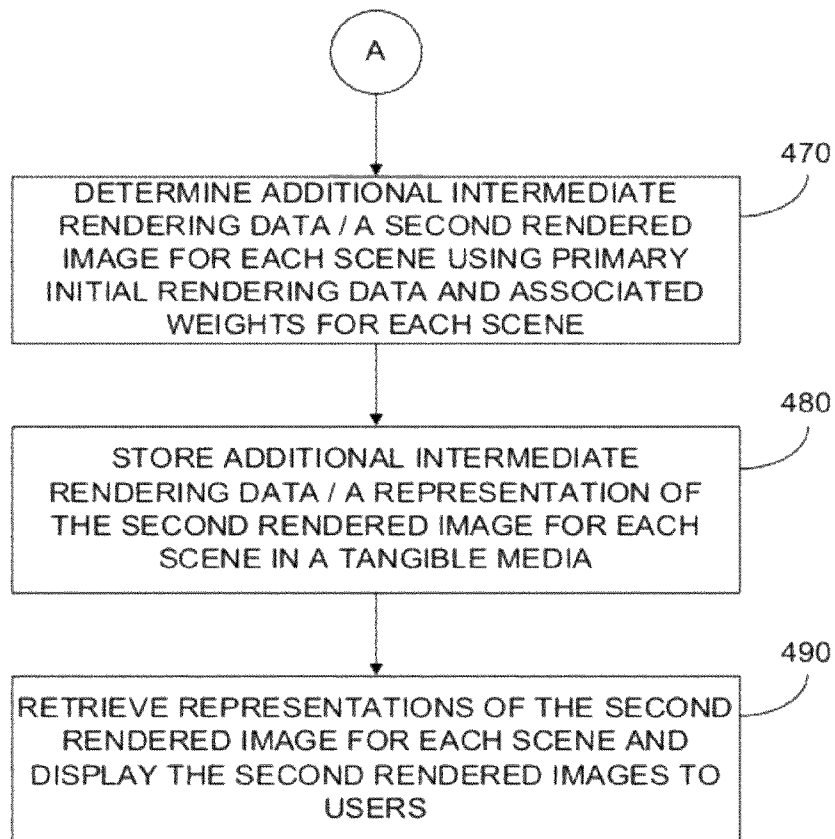 A
470
DETERMINE ADDITIONAL INTERMEDIATE
RENDERING DATA / A SECOND RENDERED
IMAGE FOR EACH SCENE USING PRIMARY
INITIAL RENDERING DATA AND ASSOCIATED
WEIGHTS FOR EACH SCENE
480
STORE ADDITIONAL INTERMEDIATE
RENDERING DATA / A REPRESENTATION OF
THE SECOND RENDERED IMAGE FOR EACH
SCENE IN A TANGIBLE MEDIA
490
RETRIEVE REPRESENTATIONS OF THE SECOND
RENDERED IMAGE FOR EACH SCENE AND
DISPLAY THE SECOND RENDERED IMAGES TO
USERS